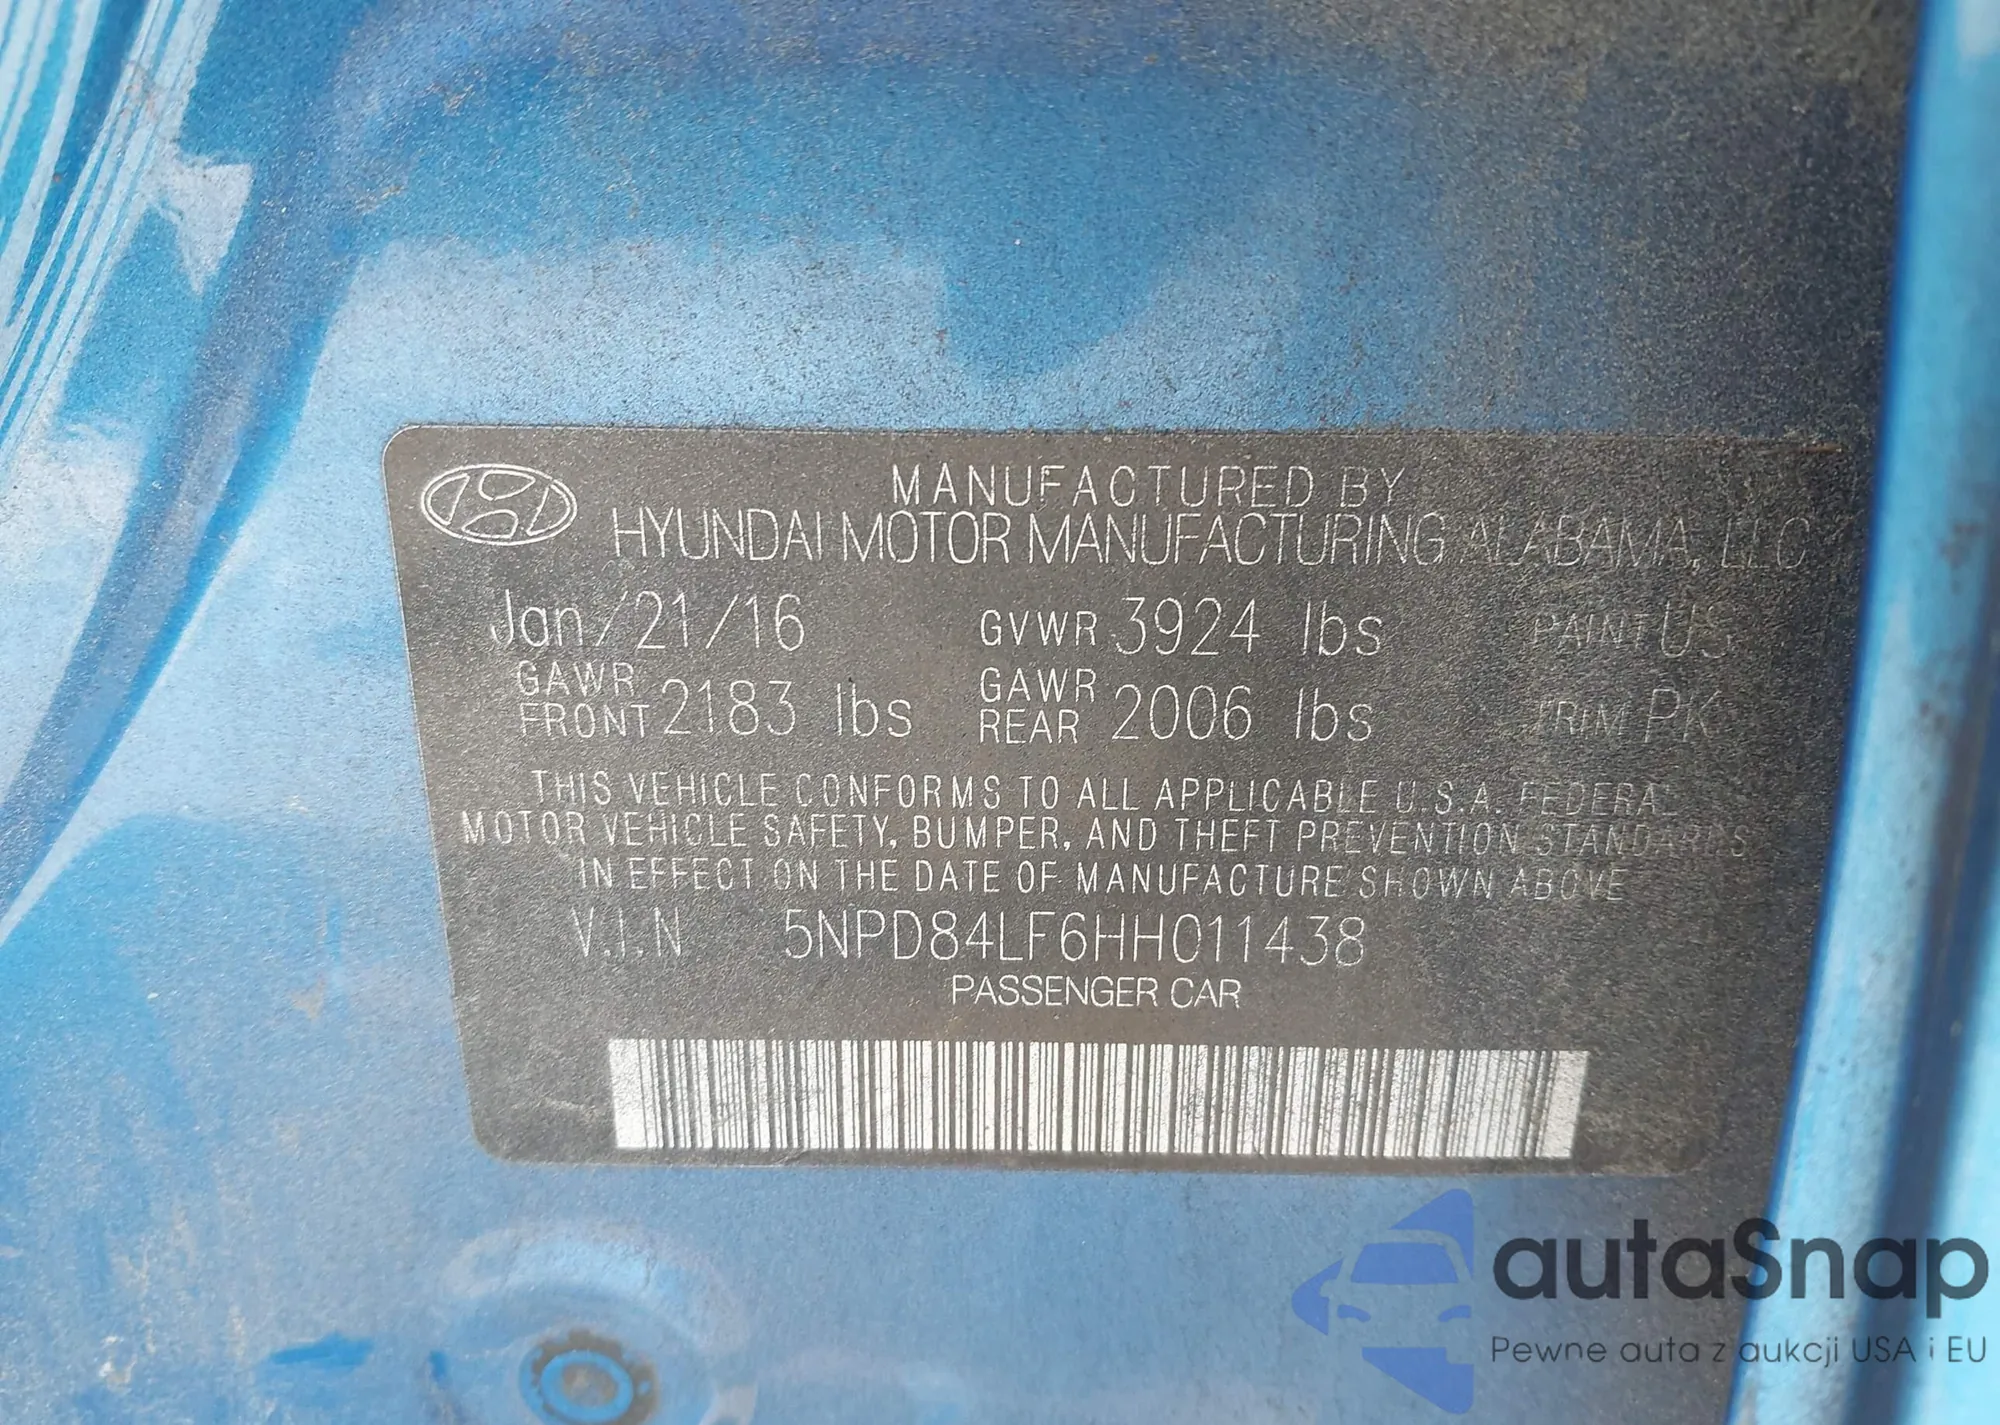 MANUFACTURED BY
HYUNDAI MOTOR MANUFACTURING ALABAMA, LLC
Jan/21/16 GVWR 3924 lbs PAINT US
GAWR FRONT 2183 lbs GAWR REAR 2006 lbs TRIM PK
THIS VEHICLE CONFORMS TO ALL APPLICABLE U.S.A. FEDERAL
MOTOR VEHICLE SAFETY, BUMPER, AND THEFT PREVENTION STANDARDS
IN EFFECT ON THE DATE OF MANUFACTURE SHOWN ABOVE
V.I.N 5NPD84LF6HH011438
PASSENGER CAR
autaSnap
Pewne auta z aukcji USA i EU